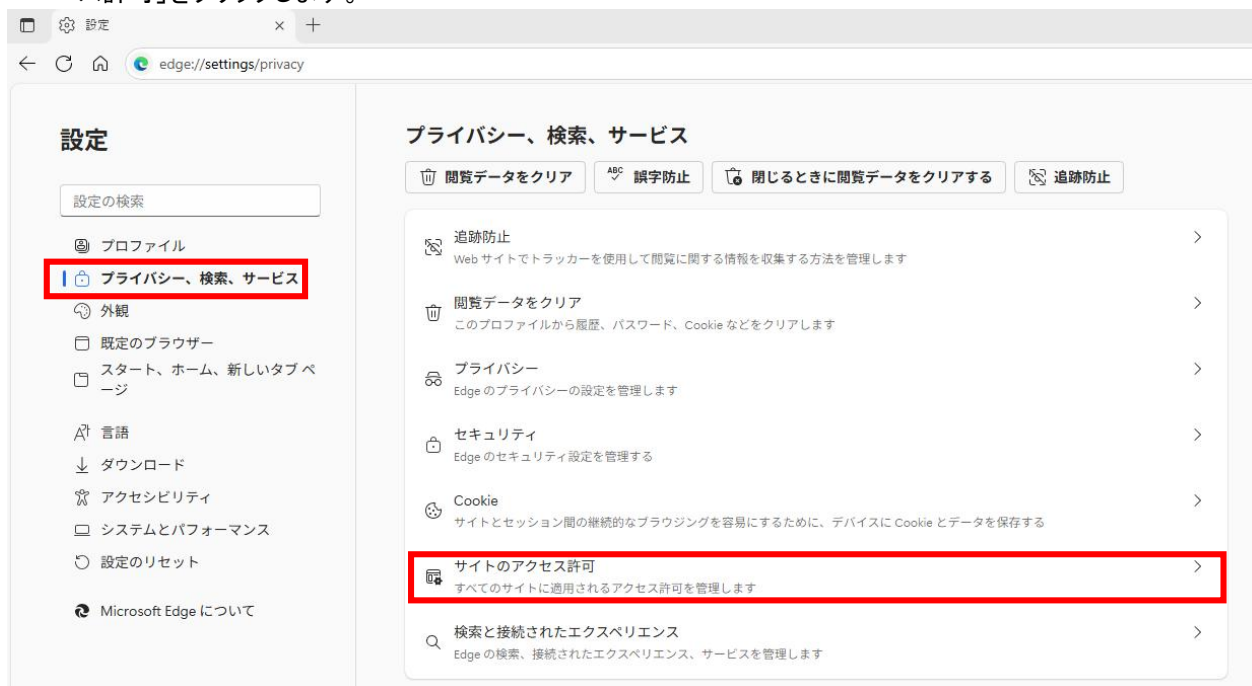 ス許可」をクリックします。
設定
edge://settings/privacy
設定
設定の検索
プロファイル
プライバシー、検索、サービス
外観
既定のブラウザー
スタート、ホーム、新しいタブ ペ
ージ
言語
ダウンロード
アクセシビリティ
システムとパフォーマンス
設定のリセット
Microsoft Edge について
プライバシー、検索、サービス
閲覧データをクリア
ABC 誤字防止
閉じるときに閲覧データをクリアする
追跡防止
追跡防止
Web サイトでトラッカーを使用して閲覧に関する情報を収集する方法を管理します
閲覧データをクリア
このプロファイルから履歴、パスワード、Cookie などをクリアします
プライバシー
Edge のプライバシーの設定を管理します
セキュリティ
Edge のセキュリティ設定を管理する
Cookie
サイトとセッション間の継続的なブラウジングを容易にするために、デバイスに Cookie とデータを保存する
サイトのアクセス許可
すべてのサイトに適用されるアクセス許可を管理します
検索と接続されたエクスペリエンス
Edge の検索、接続されたエクスペリエンス、サービスを管理します